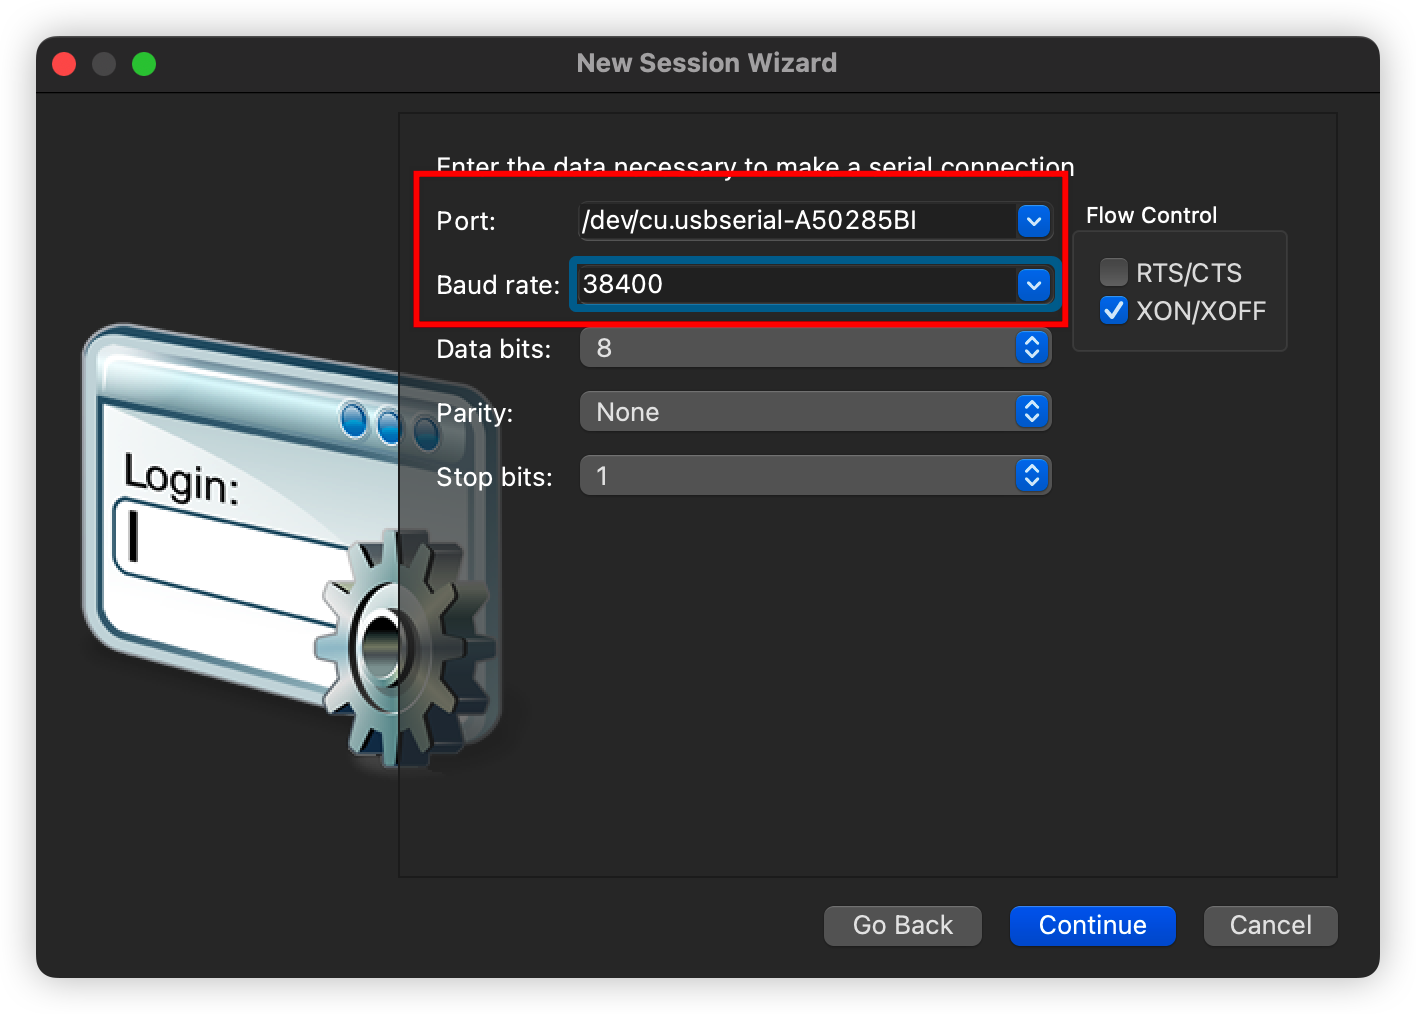 New Session Wizard
Enter the data necessary to make a serial connection
Port: /dev/cu.usbserial-A50285BI
Flow Control
Baud rate: 38400
RTS/CTS
XON/XOFF
Data bits: 8
Parity: None
Stop bits: 1
Login:
Go Back Continue Cancel